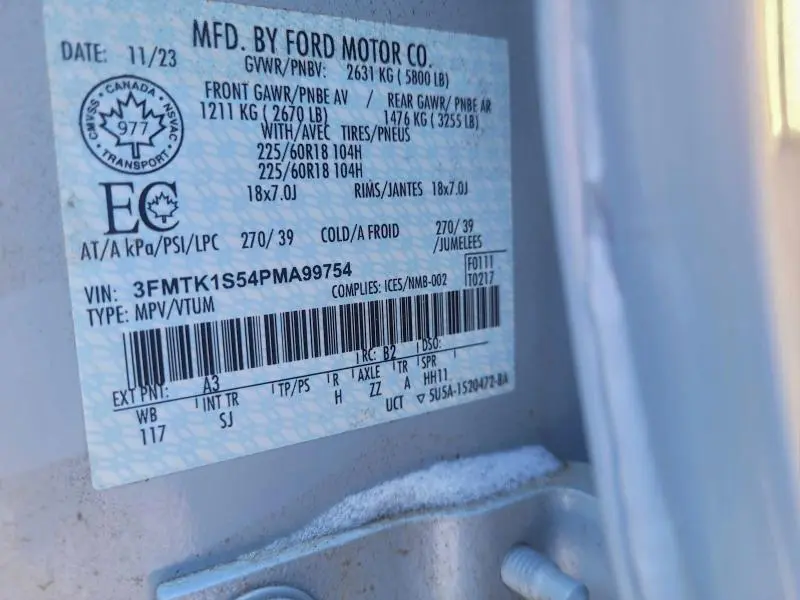 MFD. BY FORD MOTOR CO.
DATE: 11/23
GVWR/PNBV: 2631 KG ( 5800 LB)
FRONT GAWR/PNBE AV / REAR GAWR/ PNBE AR
1211 KG ( 2670 LB) 1476 KG ( 3255 LB)
WITH/AVEC TIRES/PNEUS
225/60R18 104H
225/60R18 104H
18x7.0J RIMS/JANTES 18x7.0J
CMVSS • CANADA • NSVAC • TRANSPORT •
977
EC
AT/A kPa/PSI/LPC 270/ 39 COLD/A FROID 270/ 39
/JUMELEES
VIN: 3FMTK1S54PMA99754
F0111
TYPE: MPV/VTUM COMPLIES: ICES/NMB-002 T0217
EXT PNT: A3 RC: B2 DSO:
WB INT TR TP/PS R AXLE TR SPR
117 SJ H ZZ A HH11
UCT ▽ 5U5A-1520472-BA